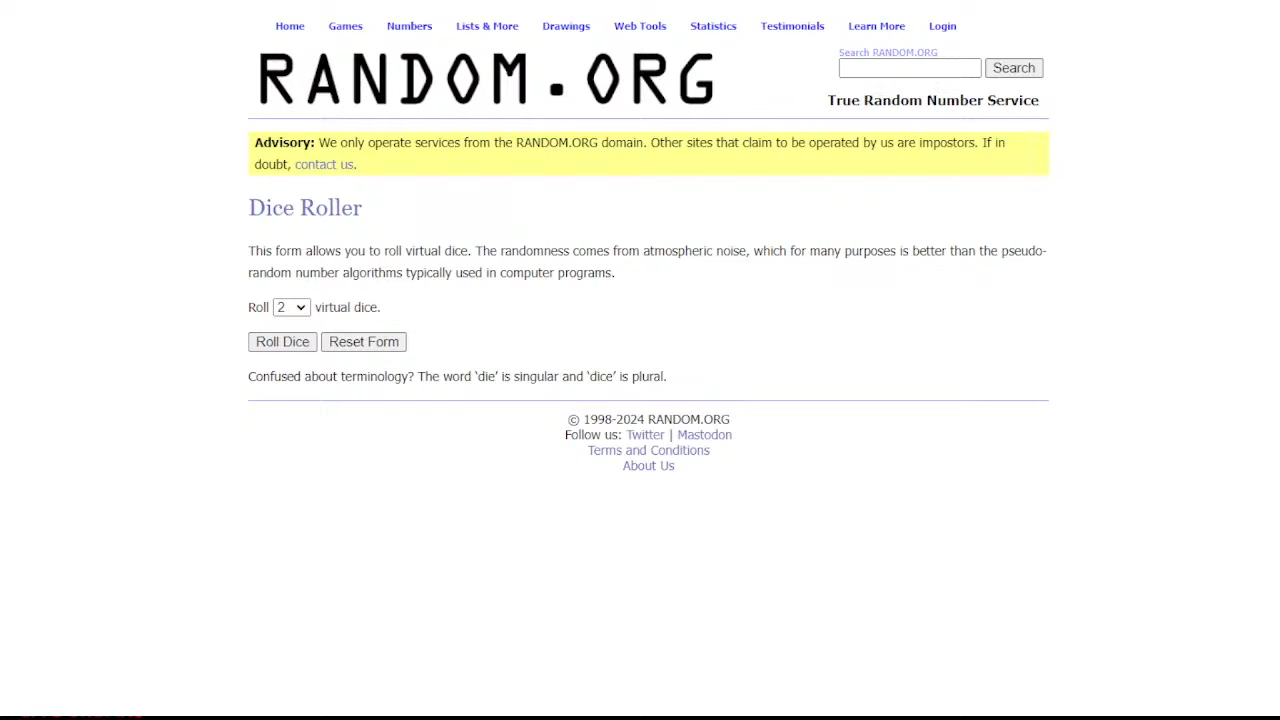 Home Games Numbers Lists & More Drawings Web Tools Statistics Testimonials Learn More Login
RANDOM.ORG
Search RANDOM.ORG
Search
True Random Number Service
Advisory: We only operate services from the RANDOM.ORG domain. Other sites that claim to be operated by us are impostors. If in
doubt, contact us.
Dice Roller
This form allows you to roll virtual dice. The randomness comes from atmospheric noise, which for many purposes is better than the pseudo-
random number algorithms typically used in computer programs.
Roll 2 virtual dice.
Roll Dice Reset Form
Confused about terminology? The word ‘die’ is singular and ‘dice’ is plural.
© 1998-2024 RANDOM.ORG
Follow us: Twitter | Mastodon
Terms and Conditions
About Us